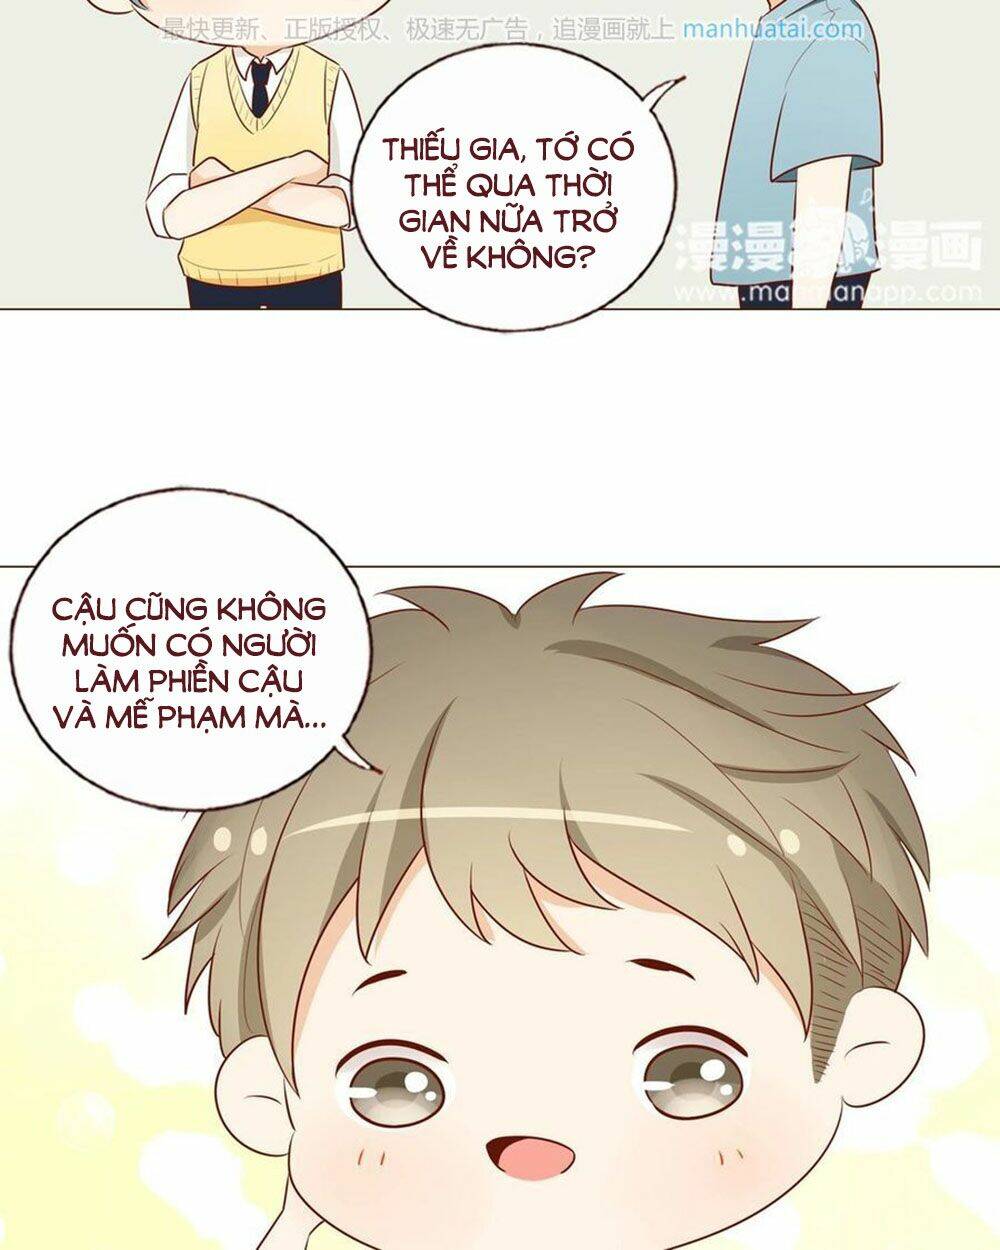 最快更新、正版授权、极速无广告，追漫画就上 manhuatai.com
THIẾU GIA, TỚ CÓ
THỂ QUA THỜI
GIAN NỮA TRỞ
VỀ KHÔNG?
漫漫漫画
www.manmanapp.com
CẬU CŨNG KHÔNG
MUỐN CÓ NGƯỜI
LÀM PHIỀN CẬU
VÀ MỄ PHẠM MÀ...